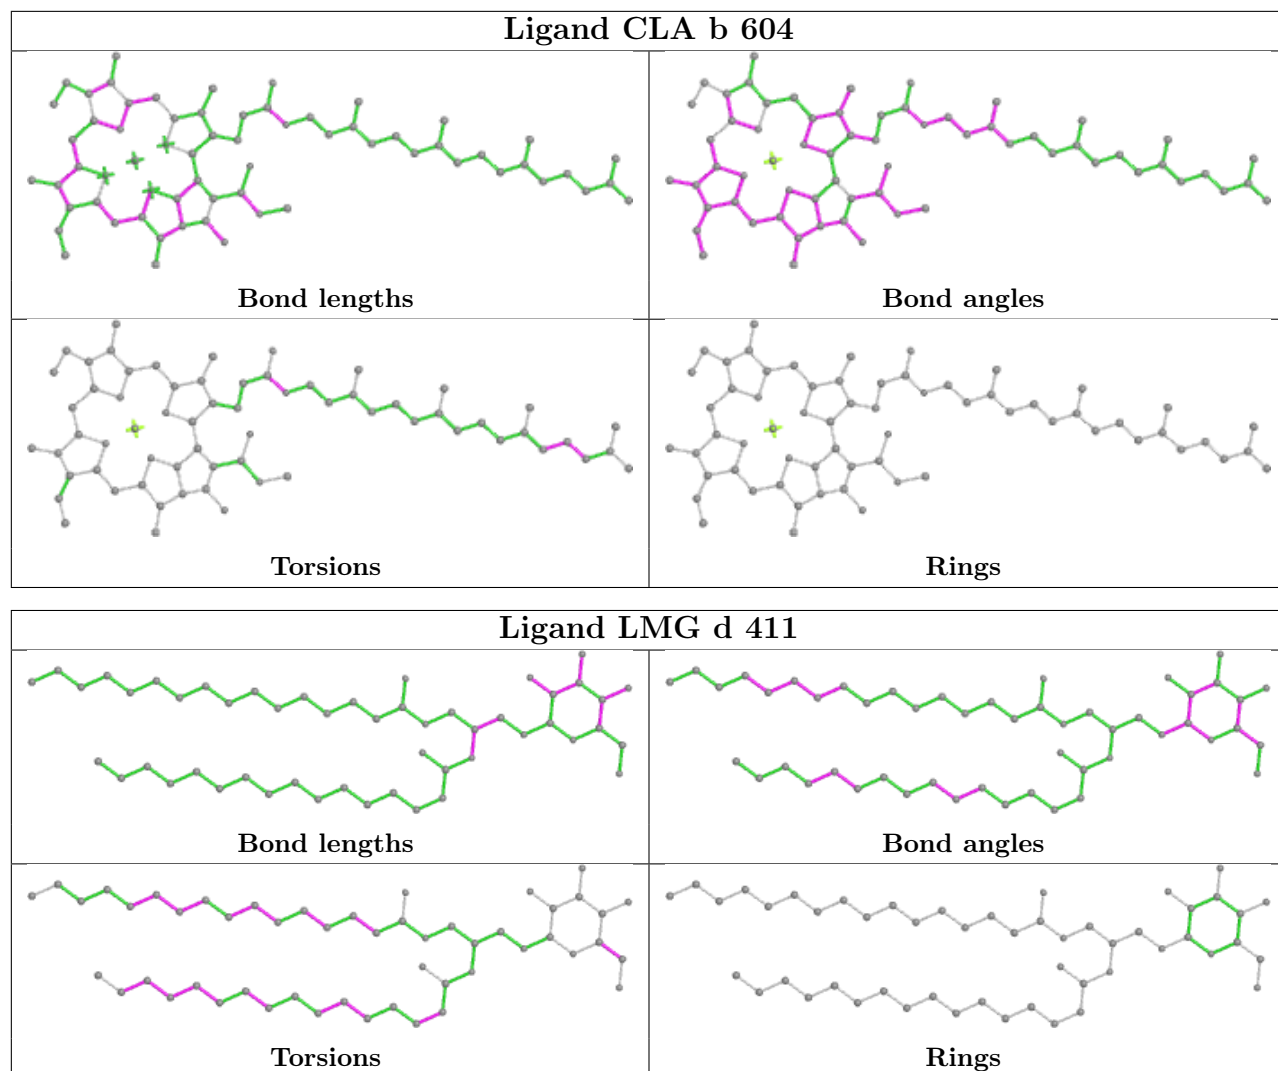 Ligand CLA b 604
Bond lengths
Bond angles
Torsions
Rings
Ligand LMG d 411
Bond lengths
Bond angles
Torsions
Rings